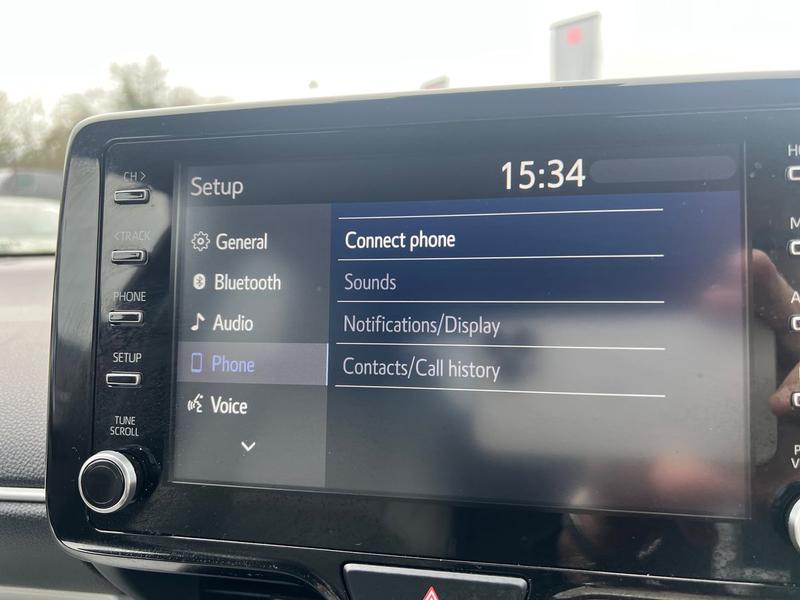 CH >
< TRACK
PHONE
SETUP
TUNE
SCROLL
Setup
15:34
General
Bluetooth
Audio
Phone
Voice
Connect phone
Sounds
Notifications/Display
Contacts/Call history